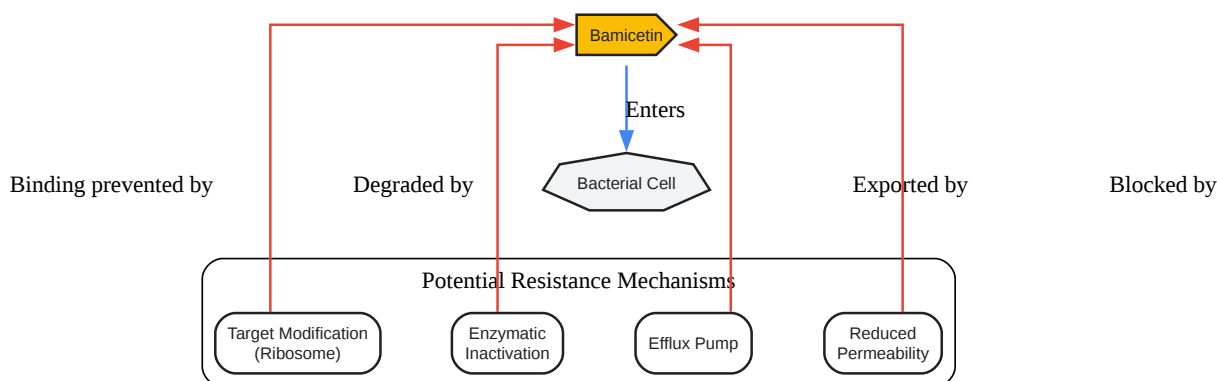 Bamicetin
Enters
Bacterial Cell
Binding prevented by
Degraded by
Exported by
Blocked by
Potential Resistance Mechanisms
Target Modification
(Ribosome)
Enzymatic
Inactivation
Efflux Pump
Reduced
Permeability